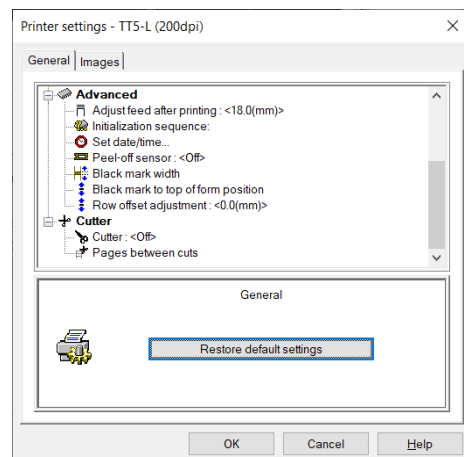 Printer settings - TT5-L (200dpi)
General Images
Advanced
Adjust feed after printing : <18.0(mm)>
Initialization sequence:
Set date/time...
Peel-off sensor : <Off>
Black mark width
Black mark to top of form position
Row offset adjustment : <0.0(mm)>
Cutter
Cutter : <Off>
Pages between cuts
General
Restore default settings
OK Cancel Help